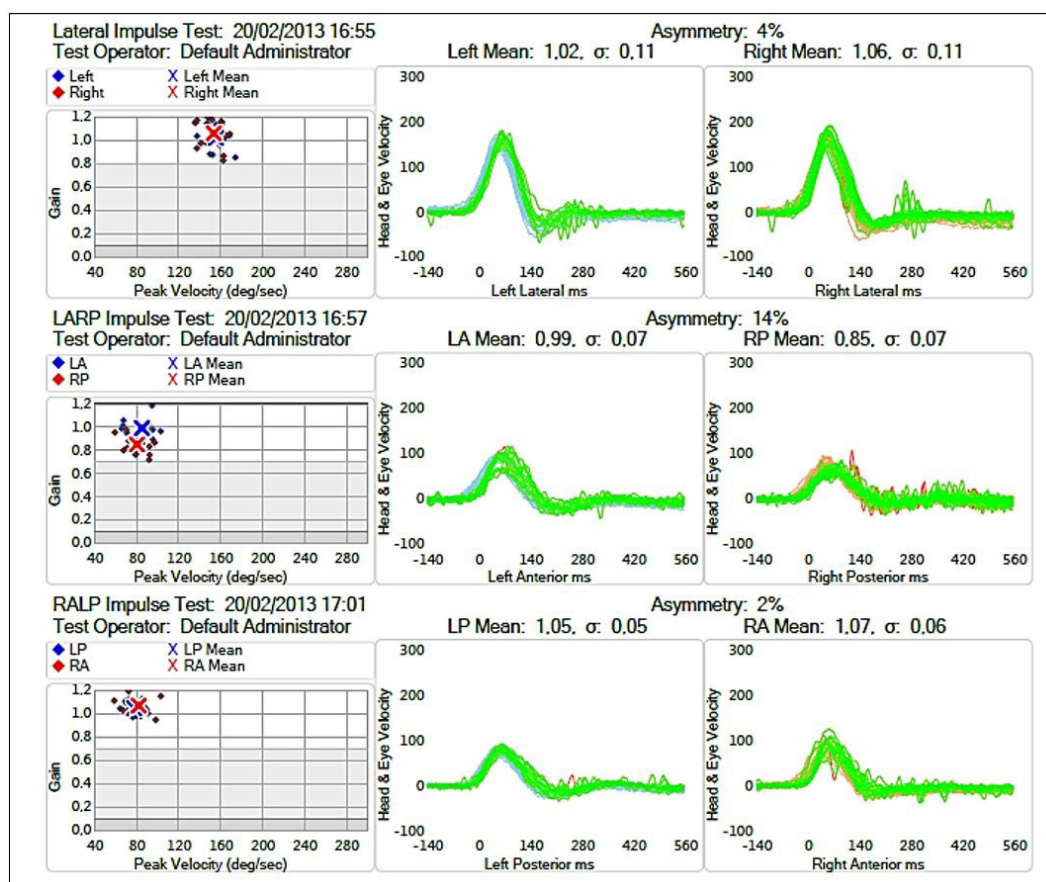 Lateral Impulse Test: 20/02/2013 16:55
Test Operator: Default Administrator
Asymmetry: 4%
Left Mean: 1,02, σ: 0,11
Right Mean: 1,06, σ: 0,11
Left
Left Mean
Right
Right Mean
1.2
1.0
0.8
0.6
0.4
0.2
0.0
Gain
40 80 120 160 200 240 280
Peak Velocity (deg/sec)
300
200
100
0
-100
Head & Eye Velocity
-140 0 140 280 420 560
Left Lateral ms
300
200
100
0
-100
Head & Eye Velocity
-140 0 140 280 420 560
Right Lateral ms
LARP Impulse Test: 20/02/2013 16:57
Test Operator: Default Administrator
Asymmetry: 14%
LA Mean: 0,99, σ: 0,07
RP Mean: 0,85, σ: 0,07
LA
LA Mean
RP
RP Mean
1.2
1.0
0.8
0.6
0.4
0.2
0.0
Gain
40 80 120 160 200 240 280
Peak Velocity (deg/sec)
300
200
100
0
-100
Head & Eye Velocity
-140 0 140 280 420 560
Left Anterior ms
300
200
100
0
-100
Head & Eye Velocity
-140 0 140 280 420 560
Right Posterior ms
RALP Impulse Test: 20/02/2013 17:01
Test Operator: Default Administrator
Asymmetry: 2%
LP Mean: 1,05, σ: 0,05
RA Mean: 1,07, σ: 0,06
LP
LP Mean
RA
RA Mean
1.2
1.0
0.8
0.6
0.4
0.2
0.0
Gain
40 80 120 160 200 240 280
Peak Velocity (deg/sec)
300
200
100
0
-100
Head & Eye Velocity
-140 0 140 280 420 560
Left Posterior ms
300
200
100
0
-100
Head & Eye Velocity
-140 0 140 280 420 560
Right Anterior ms